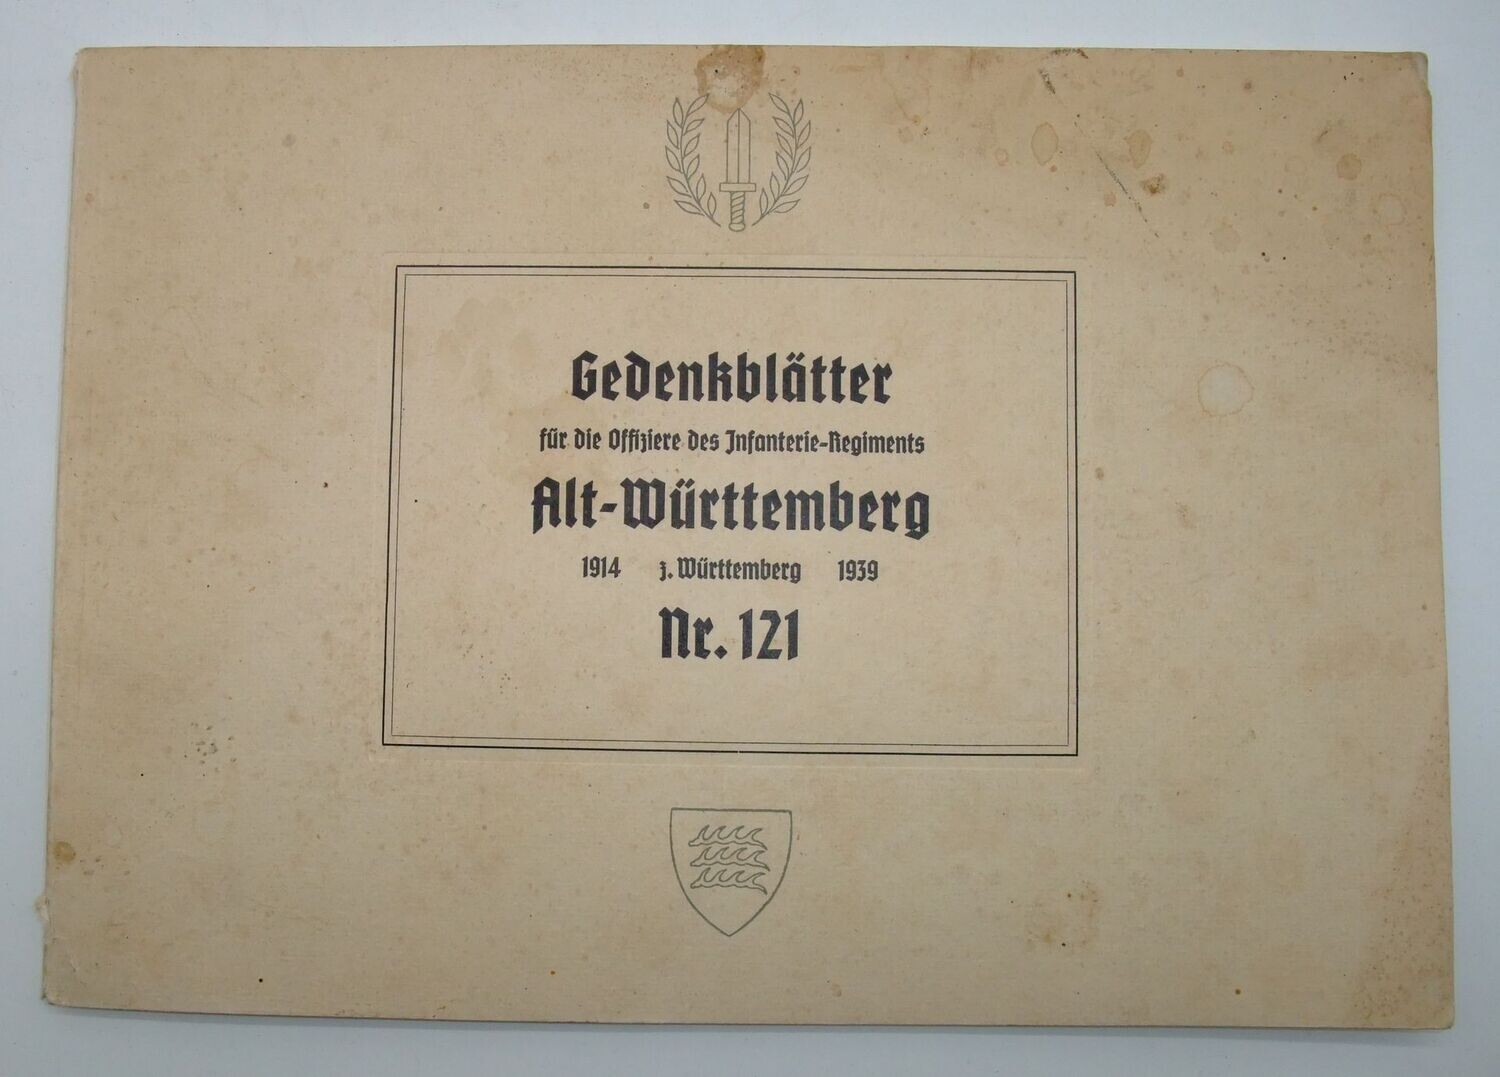 Gedenkblätter
für die Offiziere des Infanterie-Regiments
Alt-Württemberg
1914 3. Württemberg 1939
Nr. 121